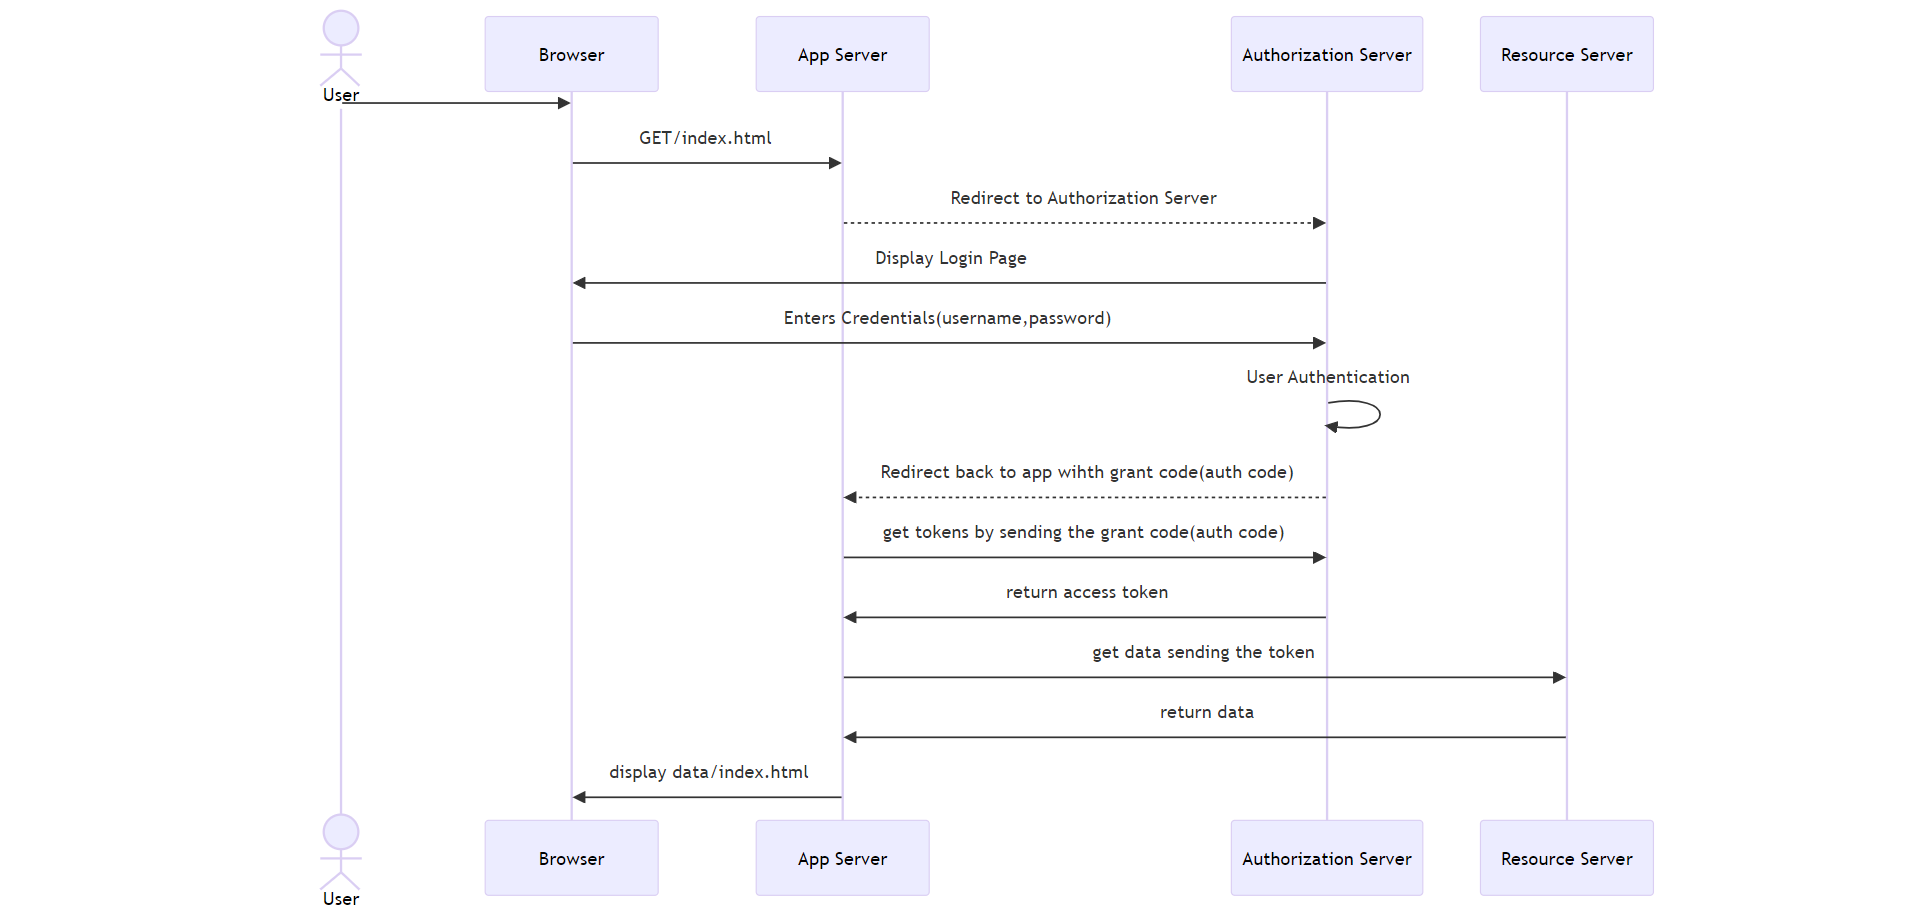 User
Browser
App Server
Authorization Server
Resource Server
GET/index.html
Redirect to Authorization Server
Display Login Page
Enters Credentials(username,password)
User Authentication
Redirect back to app wihth grant code(auth code)
get tokens by sending the grant code(auth code)
return access token
get data sending the token
return data
display data/index.html
User
Browser
App Server
Authorization Server
Resource Server